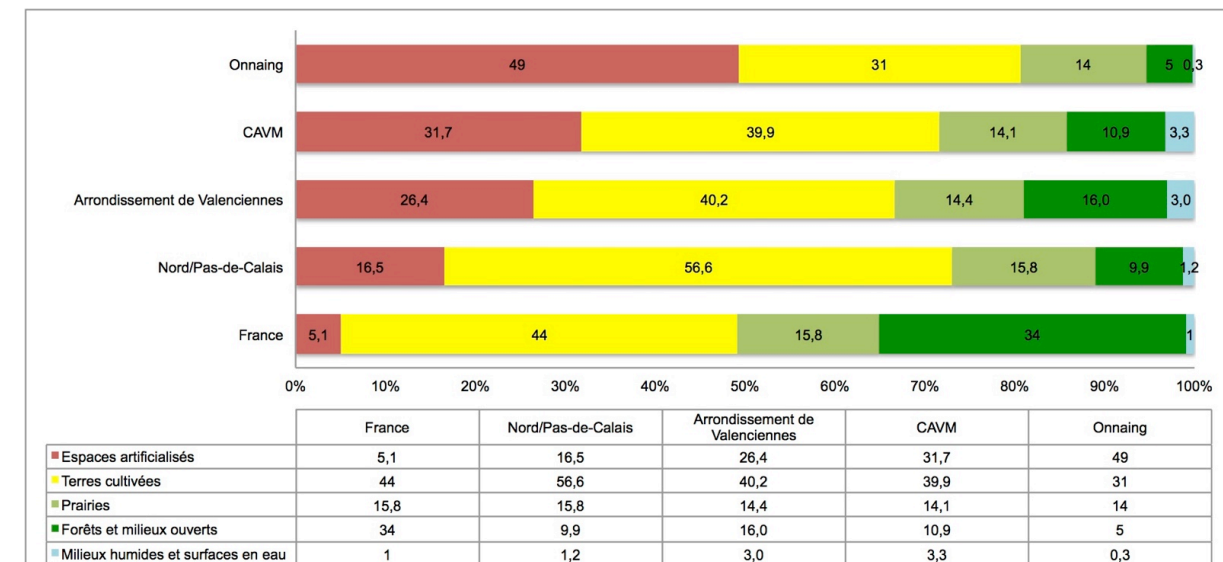 Onnaing 49 31 14 5 0,3
CAVM 31,7 39,9 14,1 10,9 3,3
Arrondissement de Valenciennes 26,4 40,2 14,4 16,0 3,0
Nord/Pas-de-Calais 16,5 56,6 15,8 9,9 1,2
France 5,1 44 15,8 34 1
0% 10% 20% 30% 40% 50% 60% 70% 80% 90% 100%
France Nord/Pas-de-Calais Arrondissement de Valenciennes CAVM Onnaing
Espaces artificialisés 5,1 16,5 26,4 31,7 49
Terres cultivées 44 56,6 40,2 39,9 31
Prairies 15,8 15,8 14,4 14,1 14
Forêts et milieux ouverts 34 9,9 16,0 10,9 5
Milieux humides et surfaces en eau 1 1,2 3,0 3,3 0,3